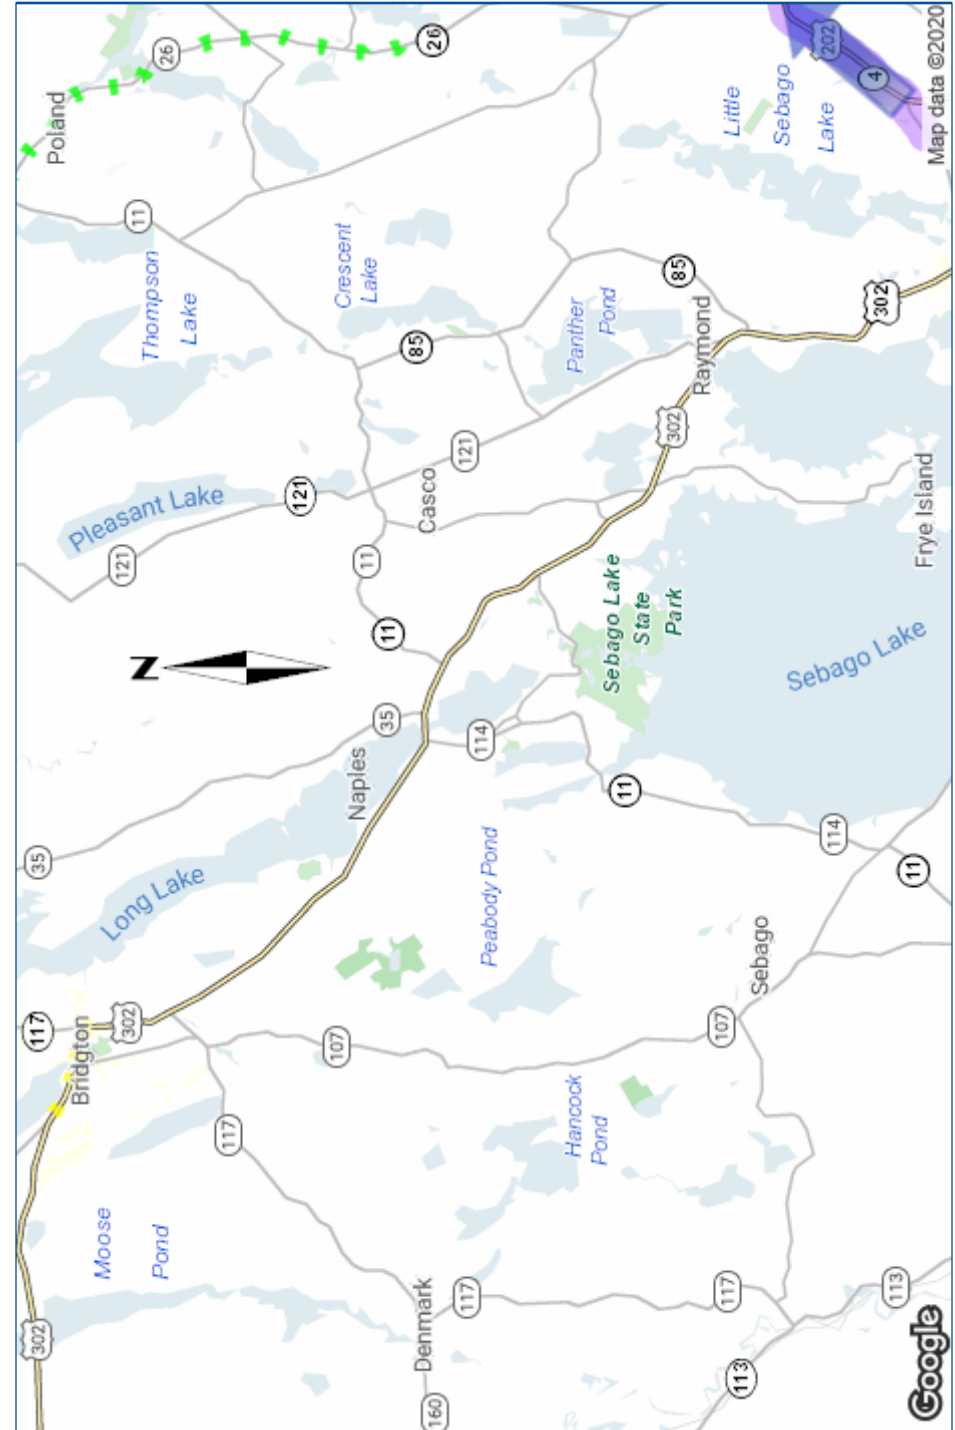 302
117
35
Poland
Bridgton
Moose
Pond
302
121
11
Long Lake
N
Pleasant Lake
Thompson
Lake
26
117
121
107
Crescent
Lake
Naples
11
35
11
85
Denmark
Casco
26
160
121
117
114
Peabody Pond
Hancock
Pond
Panther
Pond
Sebago Lake
State
Park
11
302
85
Raymond
107
117
Little
Sebago
Lake
113
Sebago
202
114
Sebago Lake
4
302
113
11
Frye Island
Google
Map data ©2020